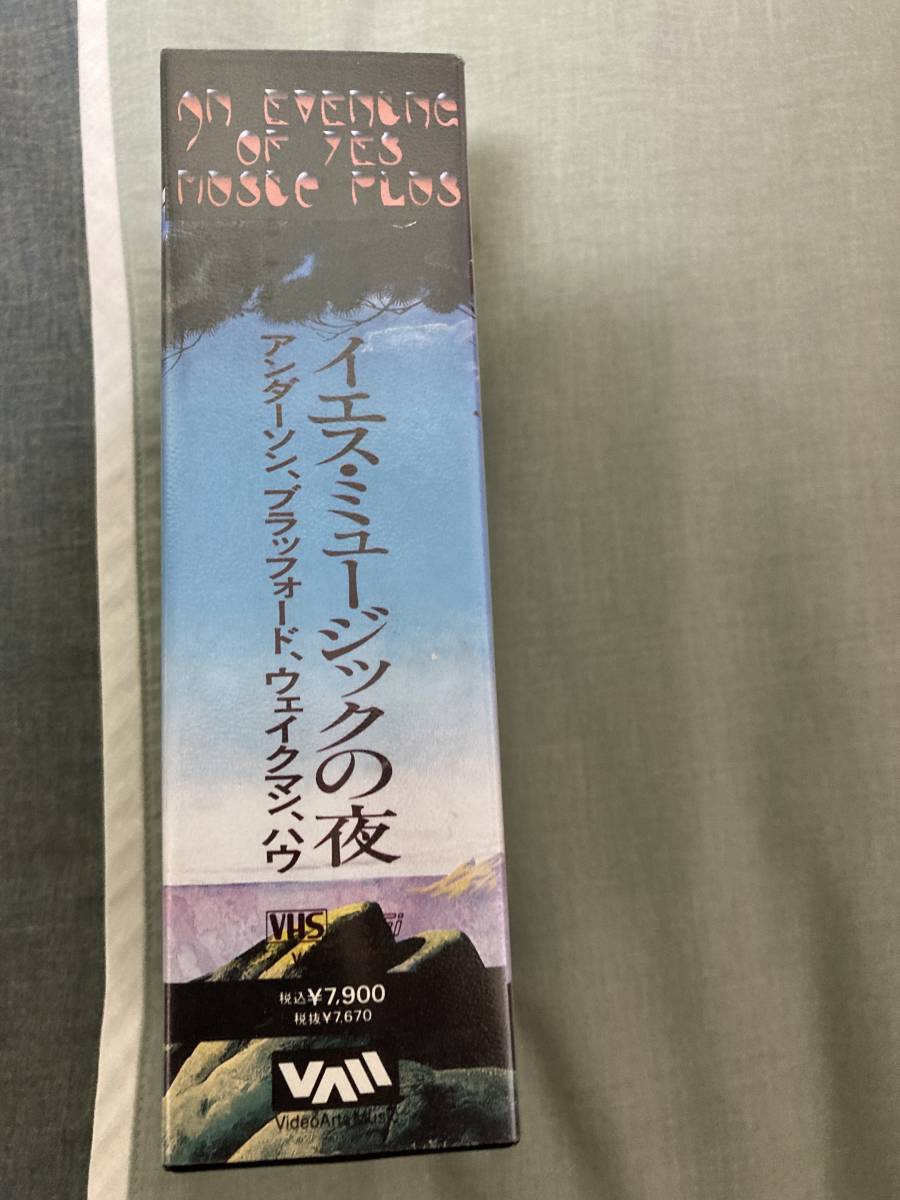 AN EVENING
OF YES
MUSIC PLUS
イエス・ミュージックの夜
アンダーソン、ブラッフォード、ウェイクマン、ハウ
VHS
税込¥7,900
税抜¥7,670
VideoArts Music